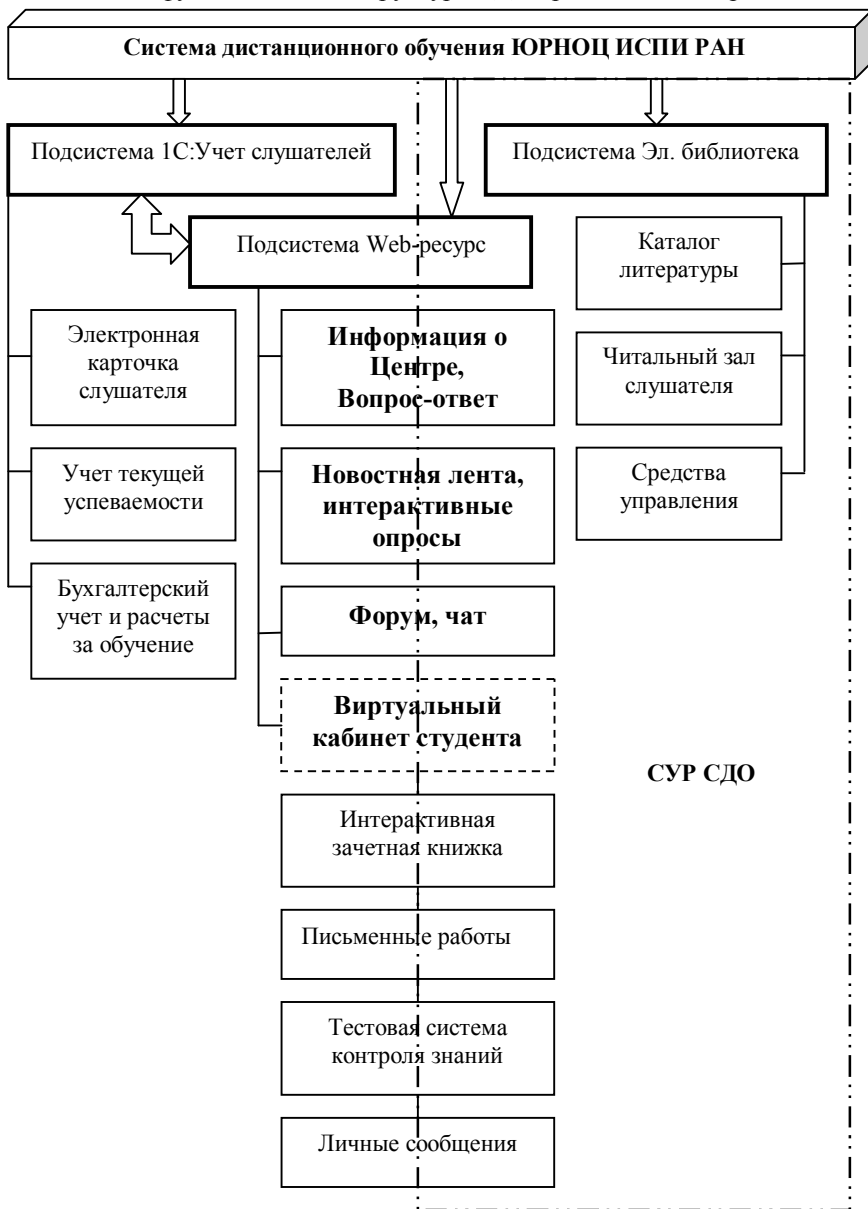 Система дистанционного обучения ЮРНОЦ ИСПИ РАН
Подсистема 1С:Учет слушателей
Подсистема Эл. библиотека
Подсистема Web-ресурс
Электронная
карточка
слушателя
Учет текущей
успеваемости
Бухгалтерский
учет и расчеты
за обучение
Информация о
Центре,
Вопрос-ответ
Новостная лента,
интерактивные
опросы
Форум, чат
Виртуальный
кабинет студента
Интерактивная
зачетная книжка
Письменные работы
Тестовая система
контроля знаний
Личные сообщения
Каталог
литературы
Читальный зал
слушателя
Средства
управления
СУР СДО